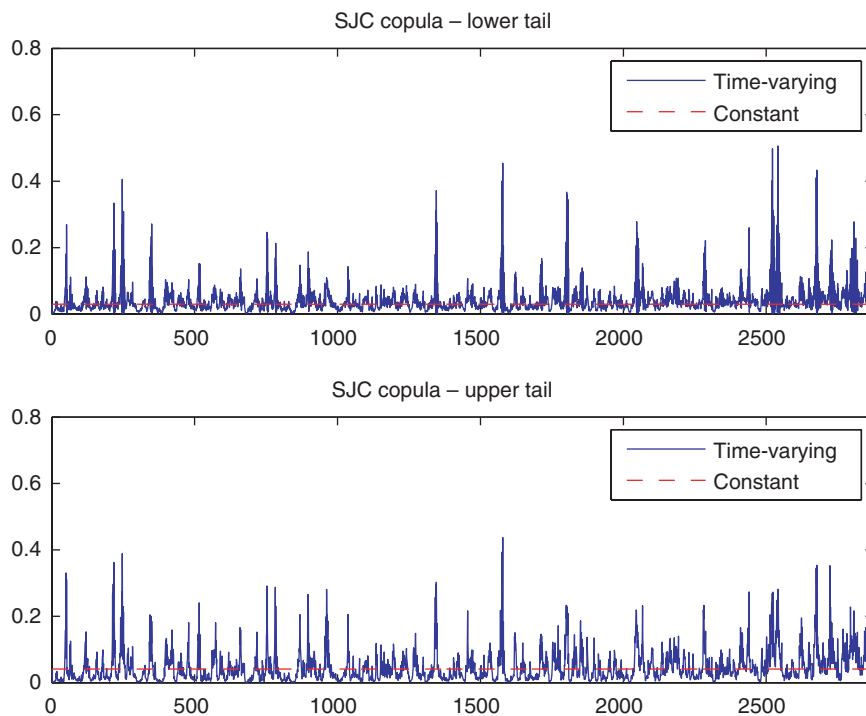 SJC copula – lower tail
0.8
0.6
0.4
0.2
0
Time-varying
Constant
0 500 1000 1500 2000 2500
SJC copula – upper tail
0.8
0.6
0.4
0.2
0
Time-varying
Constant
0 500 1000 1500 2000 2500